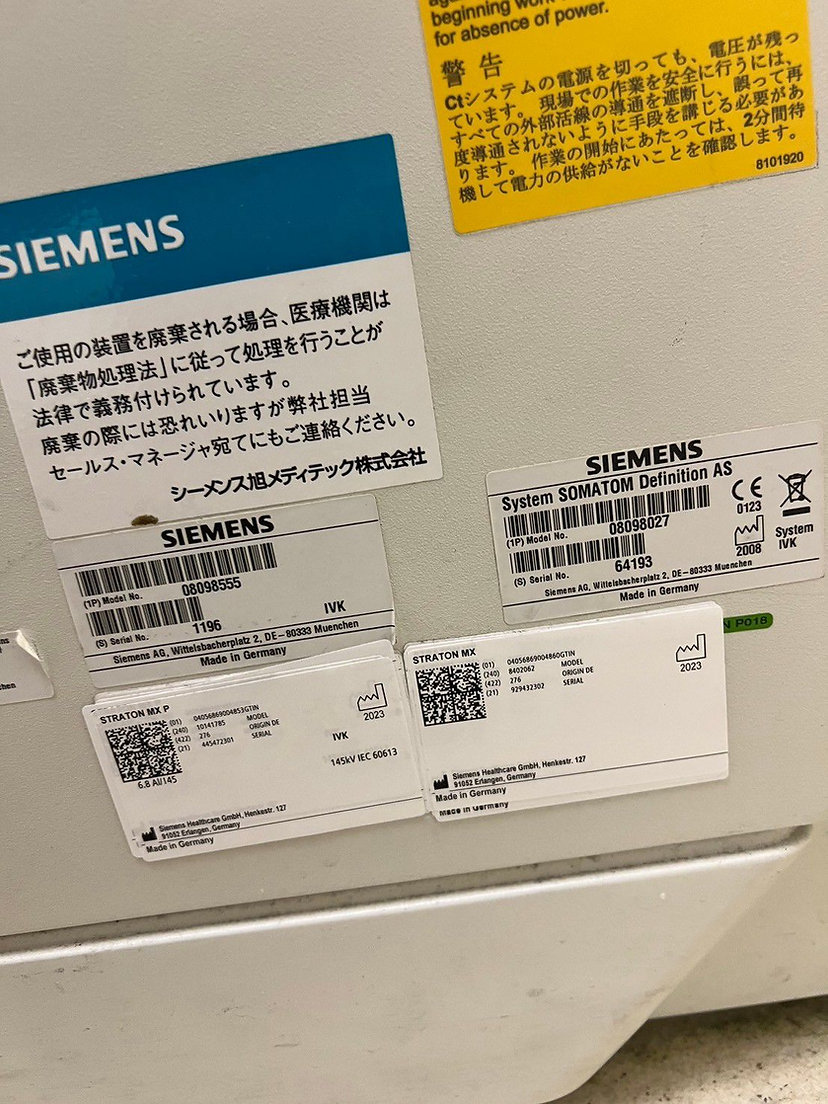 beginning work
for absence of power.
警告
Ctシステムの電源を切っても、電圧が残っ
ています。現場での作業を安全に行うには、
すべての外部活線の導通を遮断し、誤って再
度導通されないように手段を講じる必要があ
ります。作業の開始にあたっては、2分間待
機して電力の供給がないことを確認します。
8101920
SIEMENS
ご使用の装置を廃棄される場合、医療機関は
「廃棄物処理法」に従って処理を行うことが
法律で義務付けられています。
廃棄の際には恐れいりますが弊社担当
セールス・マネージャ宛てにもご連絡ください。
シーメンス旭メディテック株式会社
SIEMENS
System SOMATOM Definition AS
(1P) Model No. 08098027
(S) Serial No. 64193
CE
0123
2008
System
IVK
Siemens AG, Wittelsbacherplatz 2, DE-80333 Muenchen
Made in Germany
SIEMENS
(1P) Model No. 08098555
(S) Serial No. 1196
IVK
Siemens AG, Wittelsbacherplatz 2, DE-80333 Muenchen
Made in Germany
N P018
STRATON MX P
(01) 04056869004853GTIN
(240) 10141785 MODEL
(422) 276 ORIGIN DE
(21) 445472301 SERIAL
2023
6.8 Al/145
IVK
145kV IEC 60613
Siemens Healthcare GmbH, Henkestr. 127
91052 Erlangen, Germany
Made in Germany
STRATON MX
(01) 04056869004860GTIN
(240) 8402062 MODEL
(422) 276 ORIGIN DE
(21) 929432302 SERIAL
2023
Siemens Healthcare GmbH, Henkestr. 127
91052 Erlangen, Germany
Made in Germany
Made in Germany